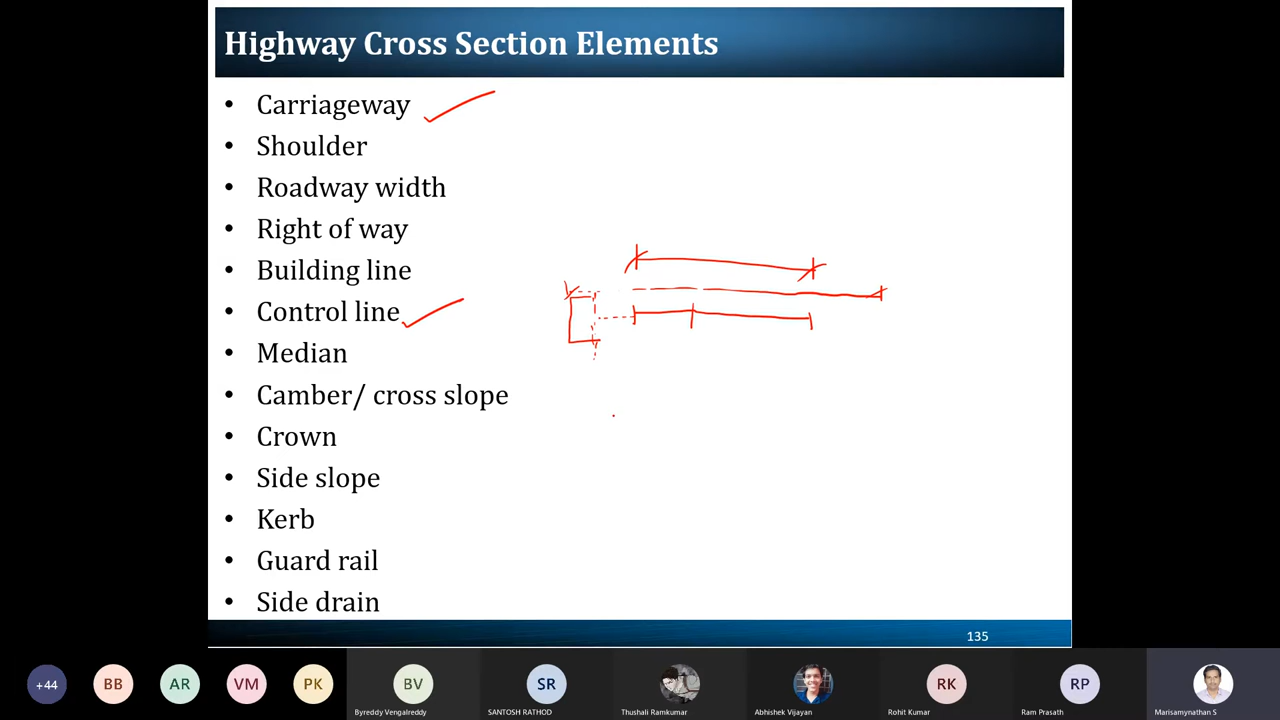 Highway Cross Section Elements
• Carriageway
• Shoulder
• Roadway width
• Right of way
• Building line
• Control line
• Median
• Camber/ cross slope
• Crown
• Side slope
• Kerb
• Guard rail
• Side drain
135
+44
BB
AR
VM
PK
BV
SR
RK
RP
Byreddy Vengalreddy
SANTOSH RATHOD
Thushali Ramkumar
Abhishek Vijayan
Rohit Kumar
Ram Prasath
Marisamynathan S